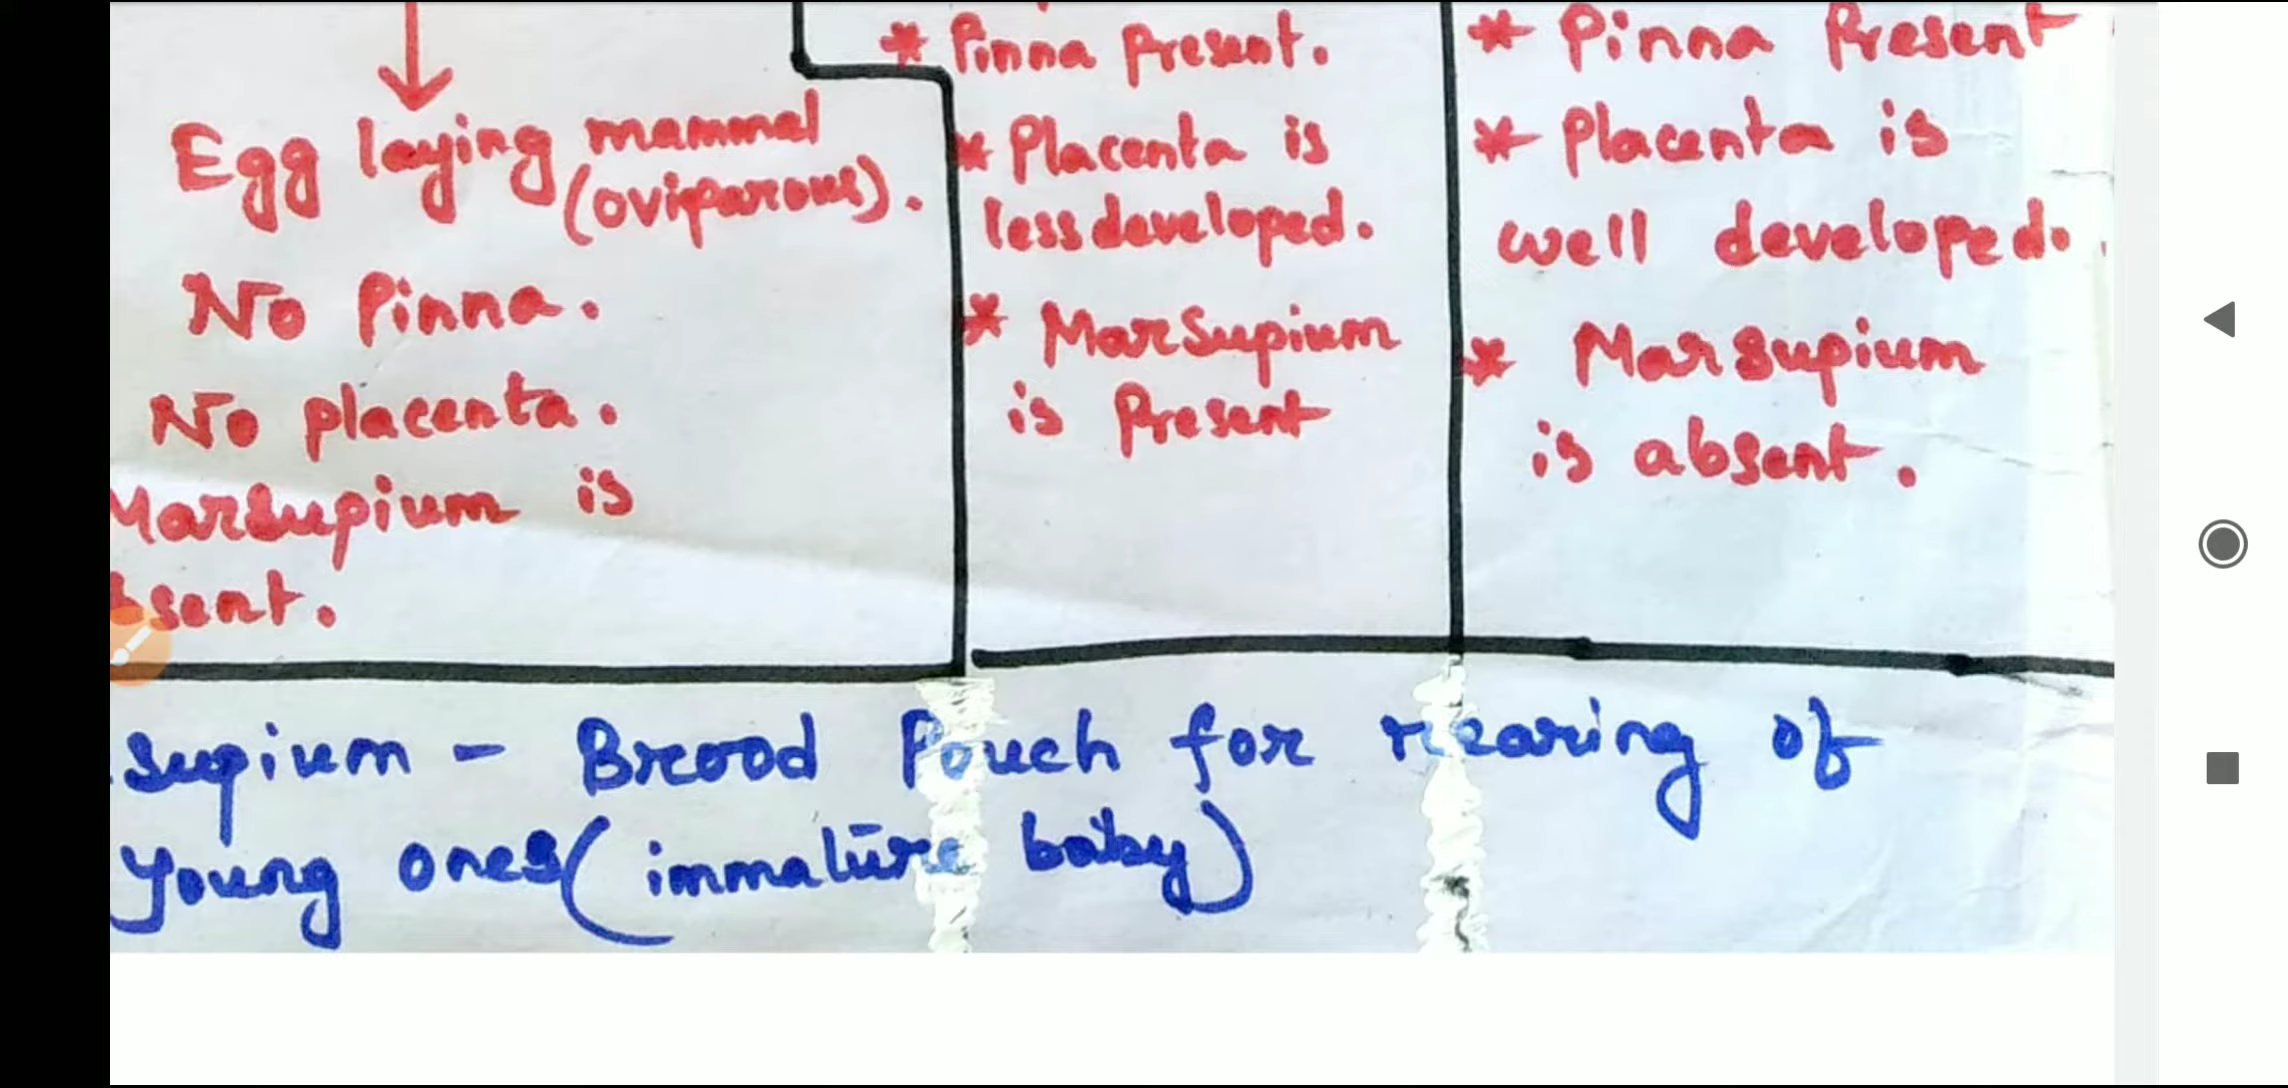 Egg laying mammal
(oviparous).
No Pinna.
No placenta.
Marsupium is
bsent.
* Pinna Present.
* Placenta is
less developed.
* Marsupium
is Present
* Pinna Present
* Placenta is
well developed.
* Marsupium
is absent.
supium - Brood Pouch for rearing of
young ones (immature baby)